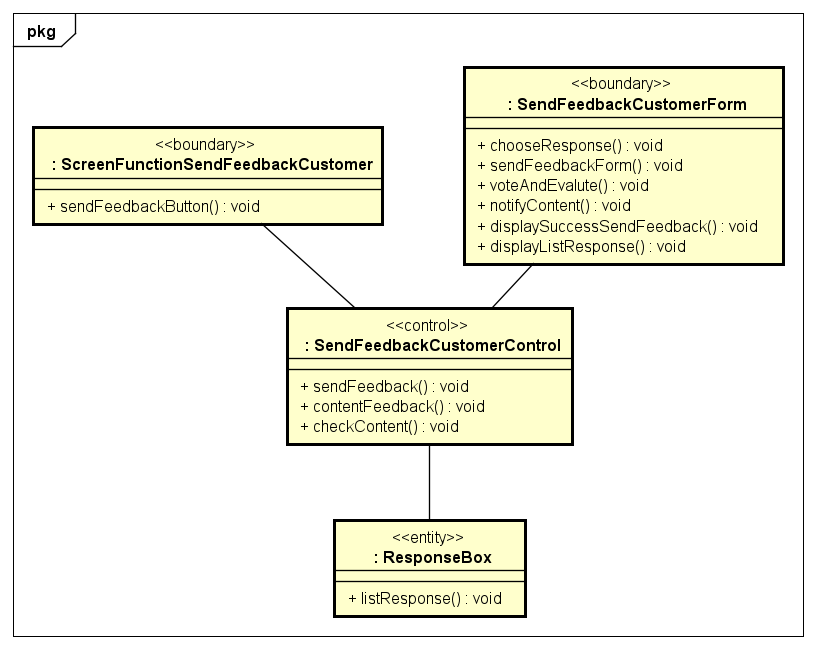 pkg
<<boundary>>
: ScreenFunctionSendFeedbackCustomer
+ sendFeedbackButton() : void
<<boundary>>
: SendFeedbackCustomerForm
+ chooseResponse() : void
+ sendFeedbackForm() : void
+ voteAndEvalute() : void
+ notifyContent() : void
+ displaySuccessSendFeedback() : void
+ displayListResponse() : void
<<control>>
: SendFeedbackCustomerControl
+ sendFeedback() : void
+ contentFeedback() : void
+ checkContent() : void
<<entity>>
: ResponseBox
+ listResponse() : void